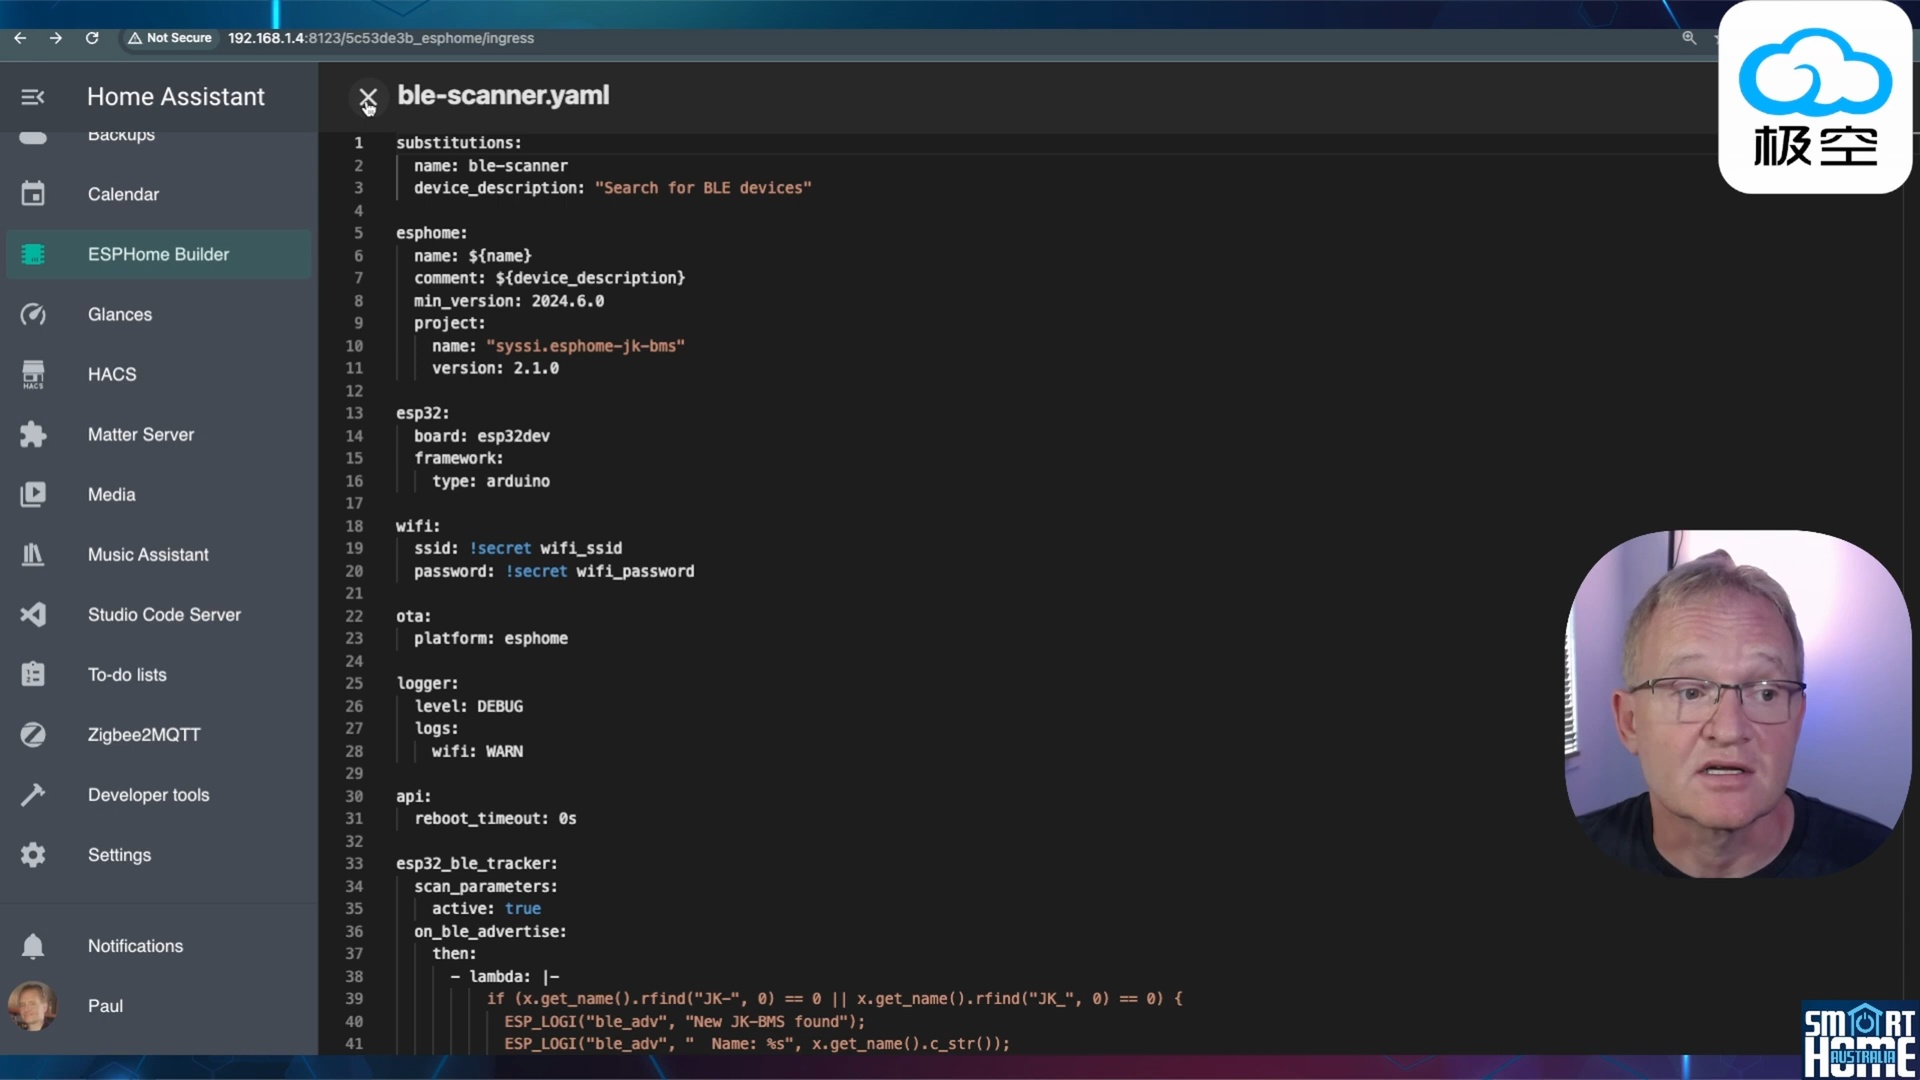 Not Secure 192.168.1.4:8123/5c53de3b_esphome/ingress
Home Assistant
Backups
Calendar
ESPHome Builder
Glances
HACS
HACS
Matter Server
Media
Music Assistant
Studio Code Server
To-do lists
Zigbee2MQTT
Developer tools
Settings
Notifications
Paul
ble-scanner.yaml
1 substitutions:
2 name: ble-scanner
3 device_description: "Search for BLE devices"
4
5 esphome:
6 name: ${name}
7 comment: ${device_description}
8 min_version: 2024.6.0
9 project:
10 name: "syssi.esphome-jk-bms"
11 version: 2.1.0
12
13 esp32:
14 board: esp32dev
15 framework:
16 type: arduino
17
18 wifi:
19 ssid: !secret wifi_ssid
20 password: !secret wifi_password
21
22 ota:
23 platform: esphome
24
25 logger:
26 level: DEBUG
27 logs:
28 wifi: WARN
29
30 api:
31 reboot_timeout: 0s
32
33 esp32_ble_tracker:
34 scan_parameters:
35 active: true
36 on_ble_advertise:
37 then:
38 - lambda: |-
39 if (x.get_name().rfind("JK-", 0) == 0 || x.get_name().rfind("JK_", 0) == 0) {
40 ESP_LOGI("ble_adv", "New JK-BMS found");
41 ESP_LOGI("ble_adv", "  Name: %s", x.get_name().c_str());
极空
SMART
HOME
AUSTRALIA